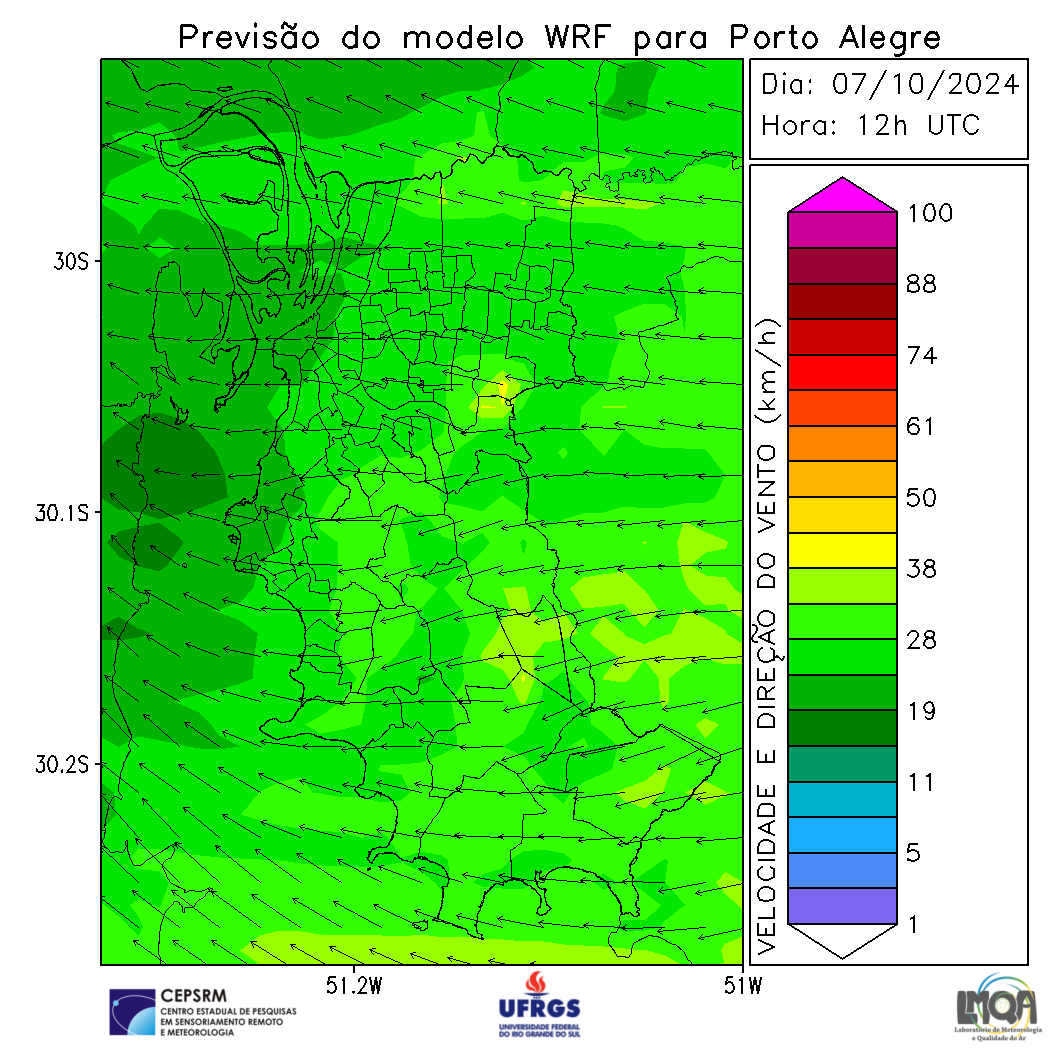 Previsão do modelo WRF para Porto Alegre
Dia: 07/10/2024
Hora: 12h UTC
30S
30.1S
30.2S
51.2W
51W
VELOCIDADE E DIREÇÃO DO VENTO (km/h)
100
88
74
61
50
38
28
19
11
5
1
CEPSRM
CENTRO ESTADUAL DE PESQUISAS
EM SENSORIAMENTO REMOTO
E METEOROLOGIA
UFRGS
UNIVERSIDADE FEDERAL
DO RIO GRANDE DO SUL
LMQA
Laboratório de Meteorologia
e Qualidade do Ar